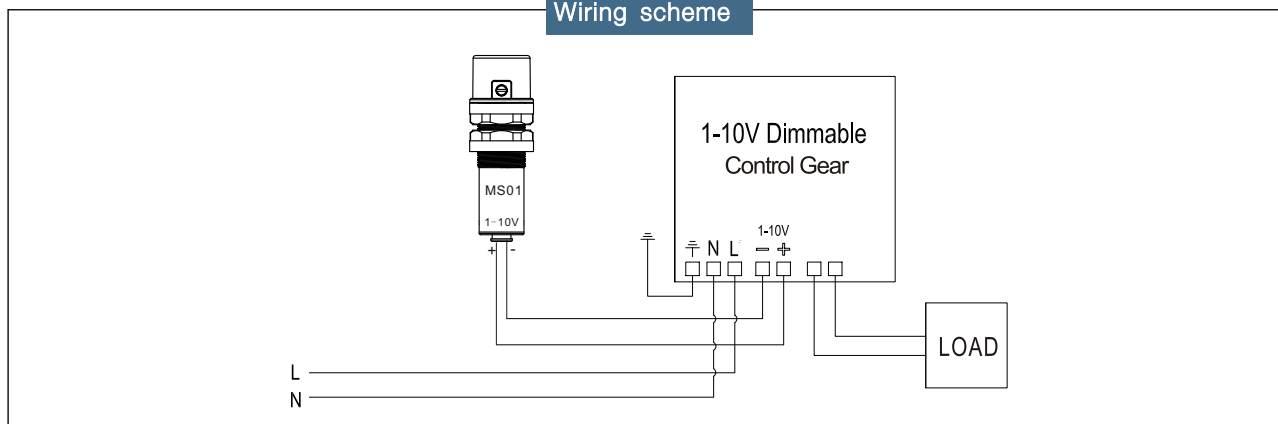 Wiring scheme
MS01
1-10V
+ -
1-10V Dimmable
Control Gear
1-10V
N L − +
LOAD
L
N